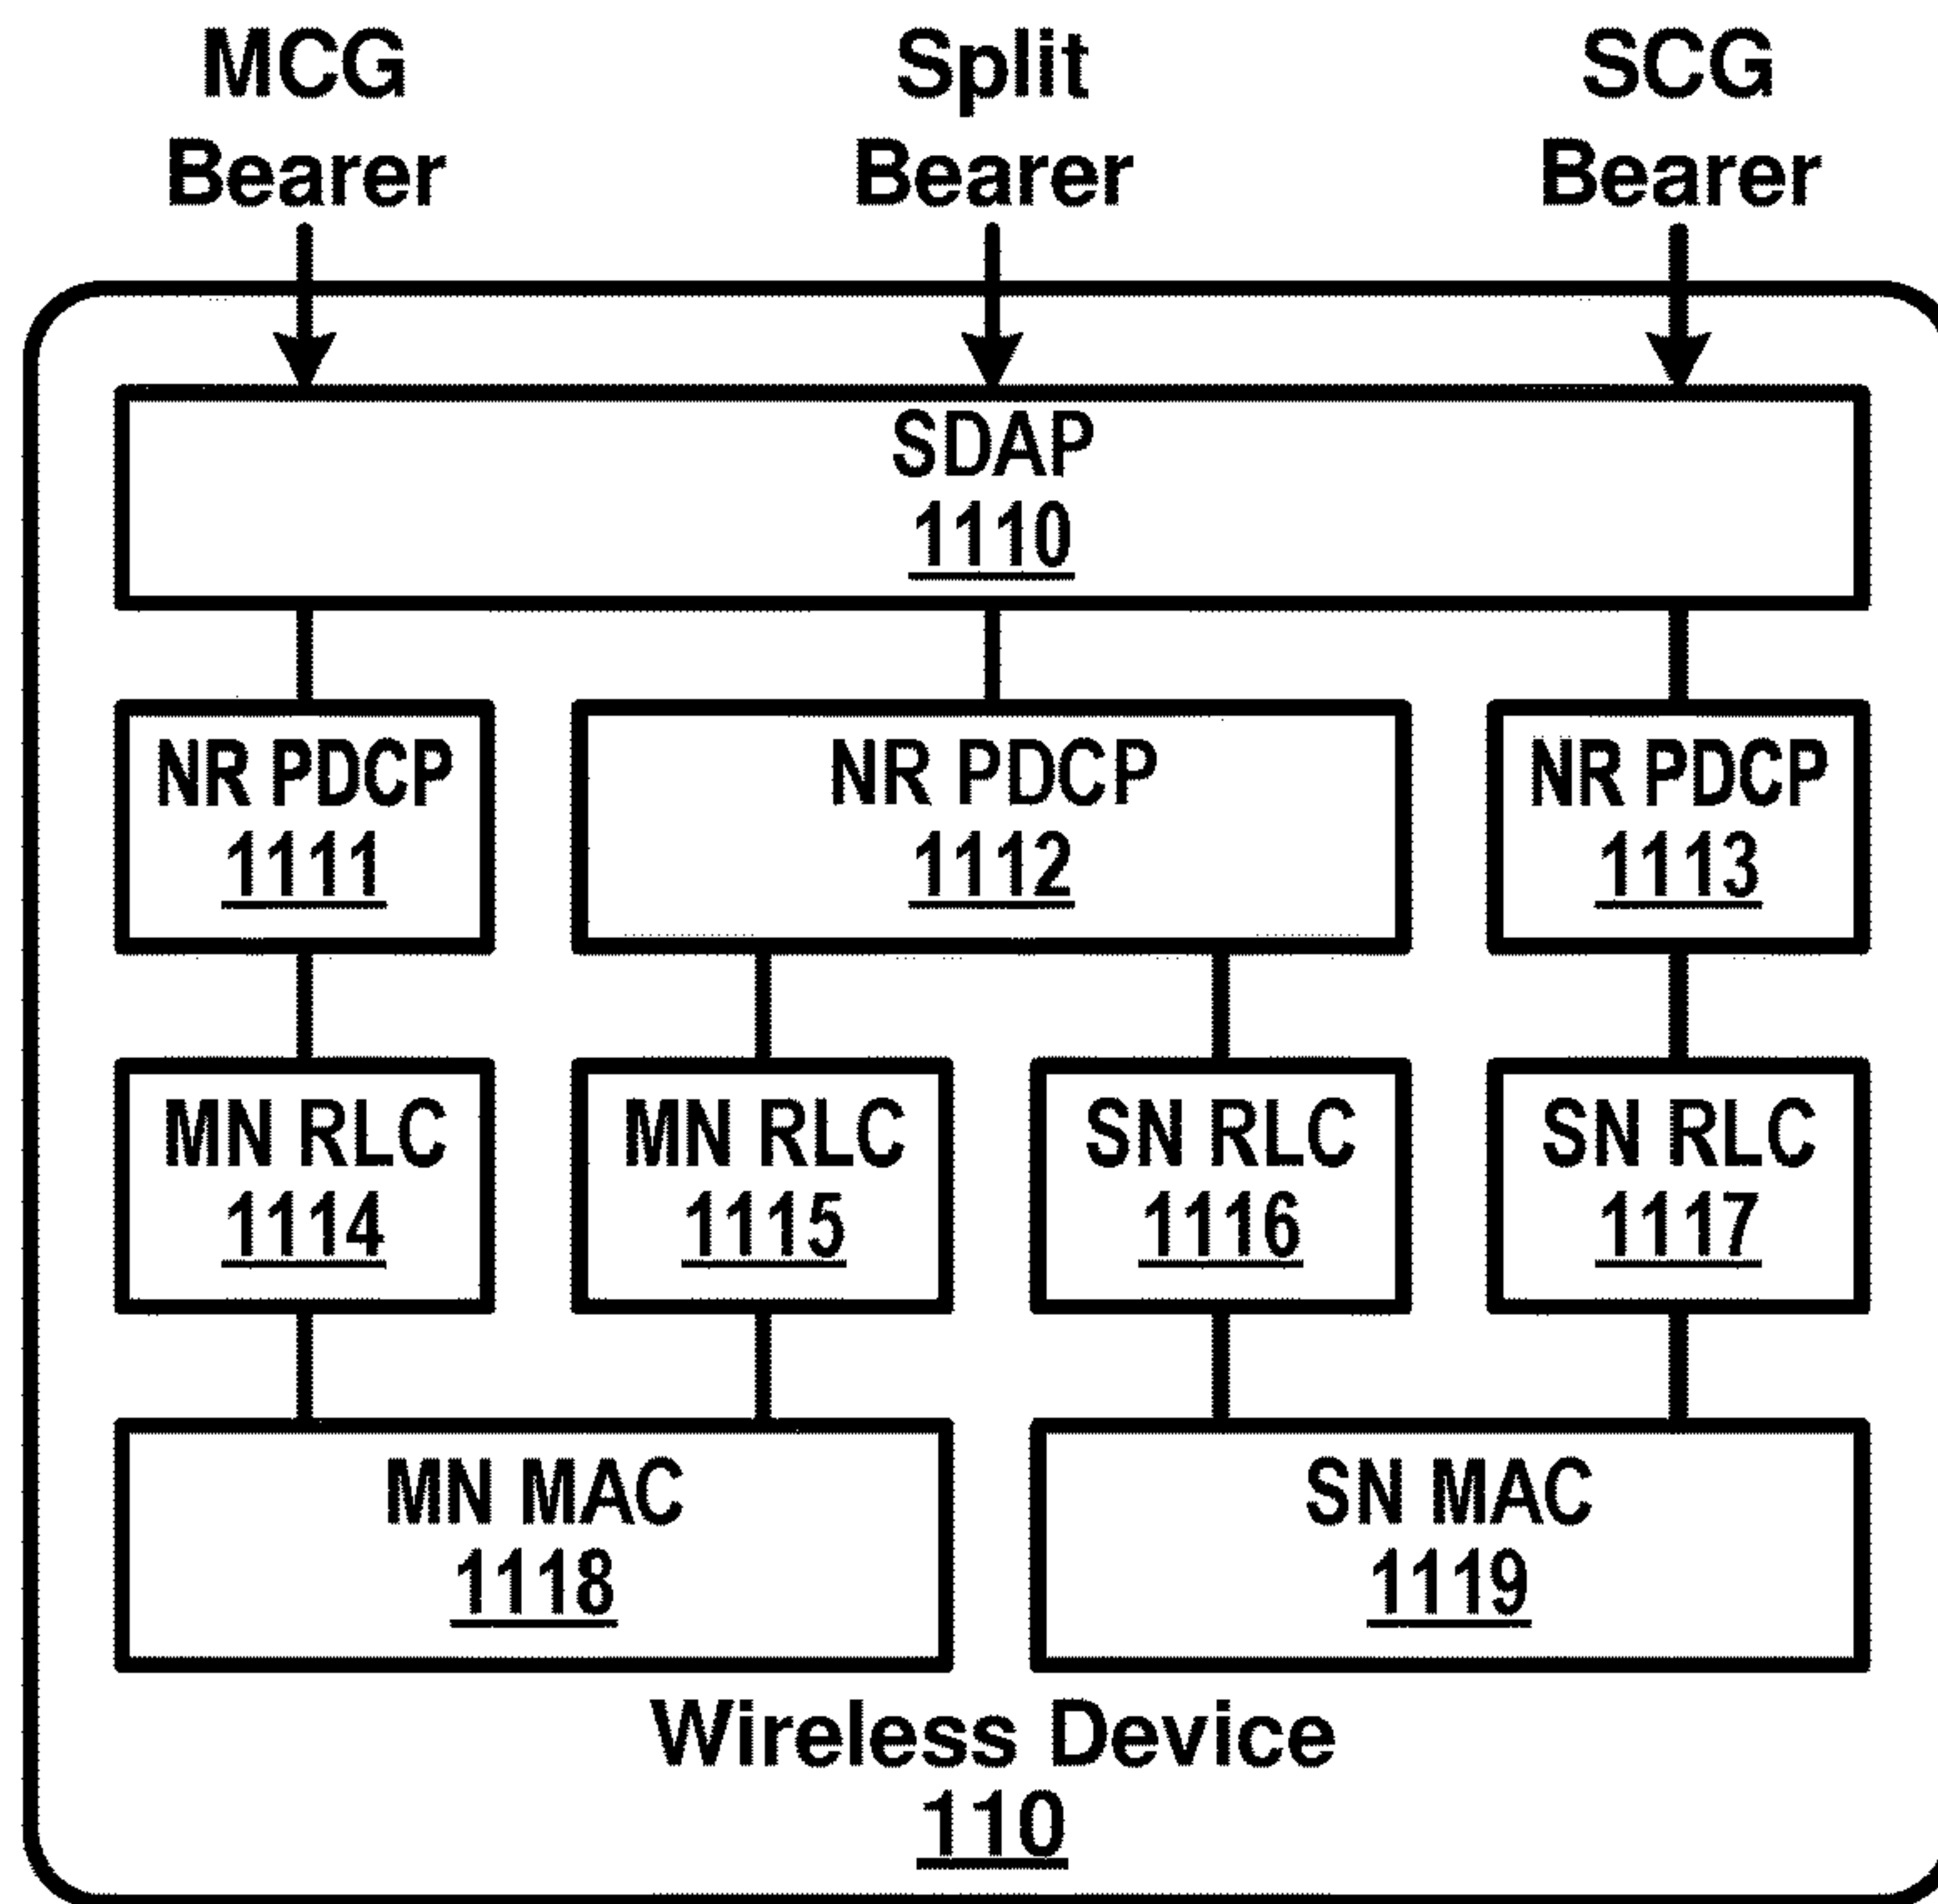 MCG
Bearer
Split
Bearer
SCG
Bearer
SDAP
1110
NR PDCP
1111
NR PDCP
1112
NR PDCP
1113
MN RLC
1114
MN RLC
1115
SN RLC
1116
SN RLC
1117
MN MAC
1118
SN MAC
1119
Wireless Device
110